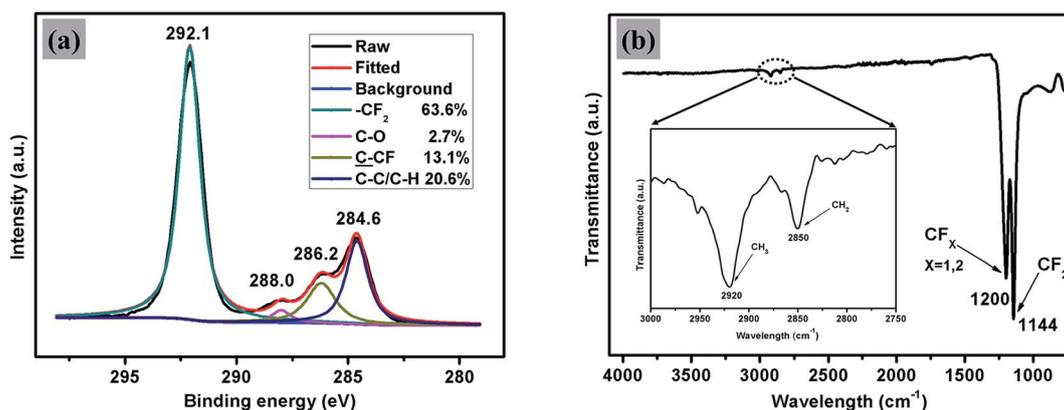 (a)
292.1
Raw
Fitted
Background
-CF2 63.6%
C-O 2.7%
C-CF 13.1%
C-C/C-H 20.6%
288.0
286.2
284.6
Intensity (a.u.)
295 290 285 280
Binding energy (eV)
(b)
Transmittance (a.u.)
Transmittance (a.u.)
CH3
2920
CH2
2850
3000 2950 2900 2850 2800 2750
Wavelength (cm-1)
CFX
X=1,2
1200
CF2
1144
4000 3500 3000 2500 2000 1500 1000
Wavelength (cm-1)